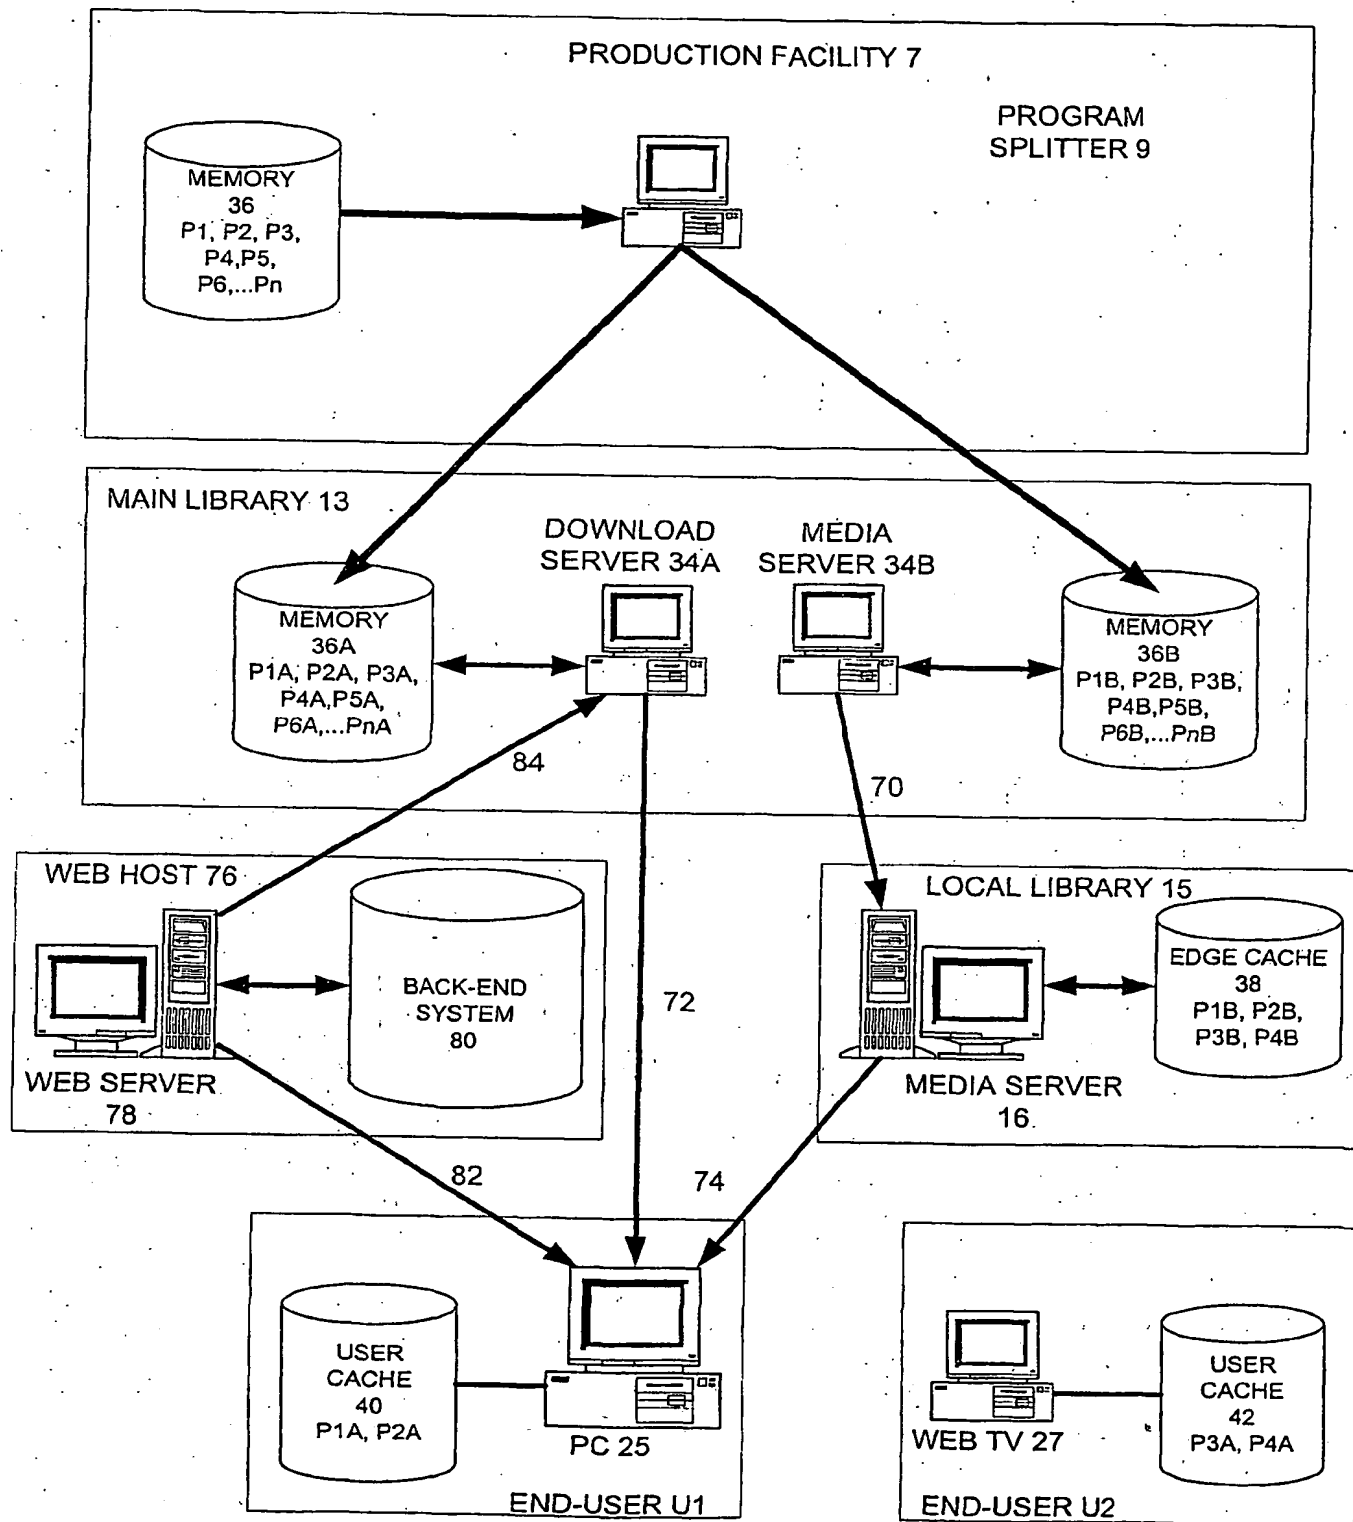 PRODUCTION FACILITY 7
PROGRAM
SPLITTER 9
MEMORY
36
P1, P2, P3,
P4,P5,
P6,...Pn
MAIN LIBRARY 13
DOWNLOAD
SERVER 34A
MEDIA
SERVER 34B
MEMORY
36A
P1A, P2A, P3A,
P4A,P5A,
P6A,...PnA
MEMORY
36B
P1B, P2B, P3B,
P4B,P5B,
P6B,...PnB
84
70
WEB HOST 76
BACK-END
SYSTEM
80
WEB SERVER
78
72
LOCAL LIBRARY 15
EDGE CACHE
38
P1B, P2B,
P3B, P4B
MEDIA SERVER
16
82
74
USER
CACHE
40
P1A, P2A
PC 25
END-USER U1
WEB TV 27
USER
CACHE
42
P3A, P4A
END-USER U2